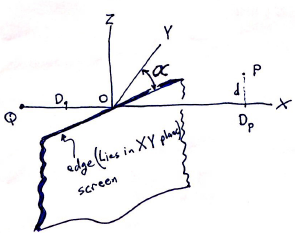 Z
Y
α
P
d
Q D₁ O X
Dₚ
edge (Lies in XY plane)
screen